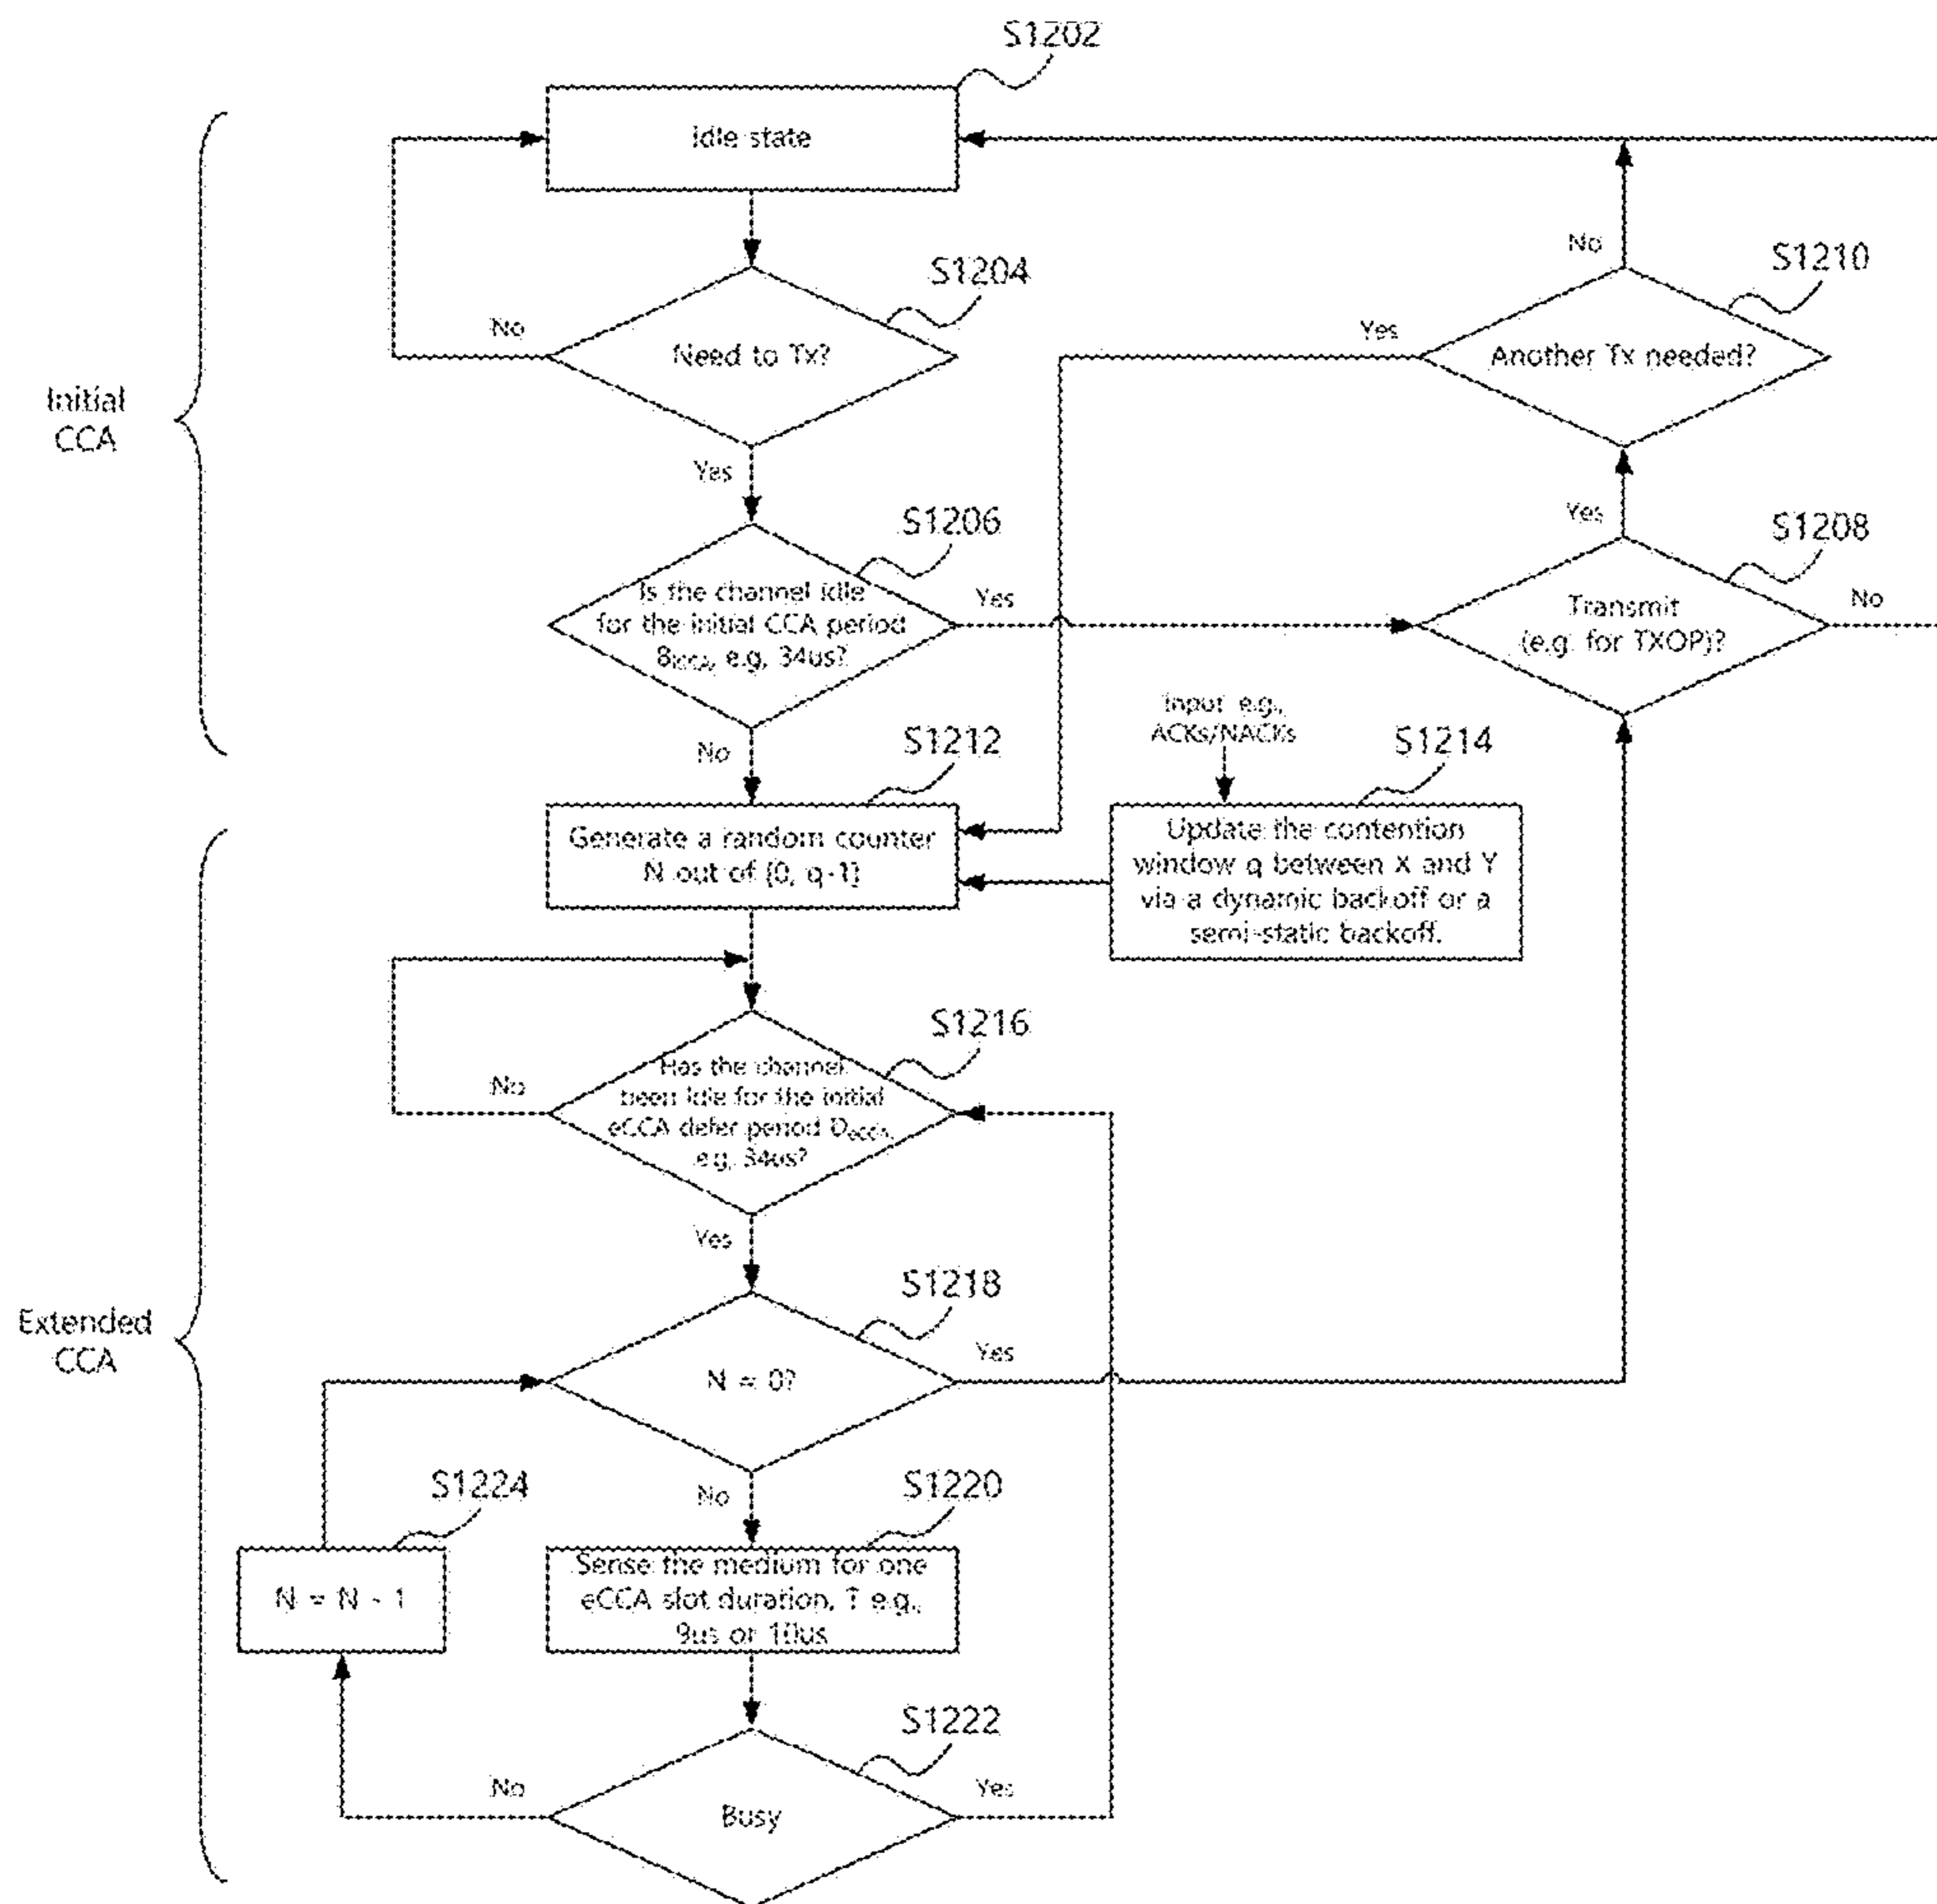 S1202
Idle state
No
S1210
S1204
No
Yes
Need to Tx?
Another Tx needed?
Initial
CCA
Yes
S1206
Yes
S1208
Is the channel idle
for the initial CCA period
e.g, 34us?
Yes
Transmit
(e.g. for TXOP)?
No
No
S1212
Input e.g.,
ACKs/NACKs
S1214
Generate a random counter
N out of [0, q-1]
Update the contention
window q between X and Y
via a dynamic backoff or a
semi-static backoff.
S1216
No
Has the channel
been idle for the initial
eCCA defer period DeCCA,
e.g, 34us?
Yes
S1218
Extended
CCA
Yes
N = 0?
S1224
No
S1220
N = N - 1
Sense the medium for one
eCCA slot duration, T e.g.,
9us or 10us
S1222
No
Yes
Busy